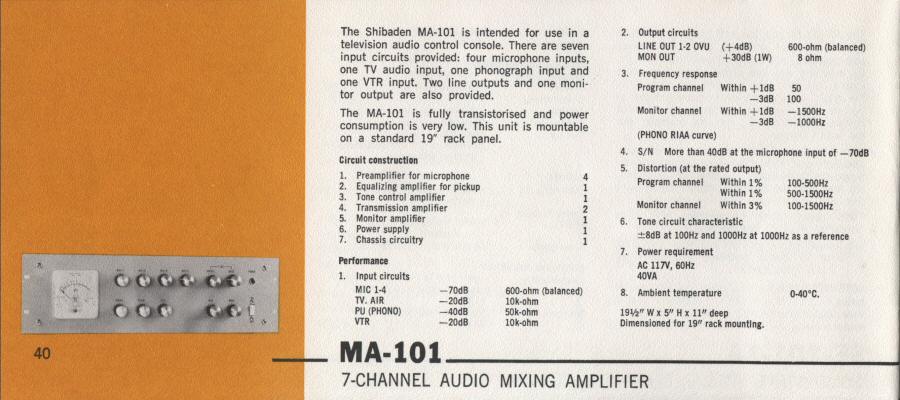 The Shibaden MA-101 is intended for use in a
television audio control console. There are seven
input circuits provided: four microphone inputs,
one TV audio input, one phonograph input and
one VTR input. Two line outputs and one moni-
tor output are also provided.
The MA-101 is fully transistorised and power
consumption is very low. This unit is mountable
on a standard 19" rack panel.
Circuit construction
1. Preamplifier for microphone 4
2. Equalizing amplifier for pickup 1
3. Tone control amplifier 1
4. Transmission amplifier 2
5. Monitor amplifier 1
6. Power supply 1
7. Chassis circuitry 1
Performance
1. Input circuits
MIC 1-4 —70dB 600-ohm (balanced)
TV. AIR —20dB 10k-ohm
PU (PHONO) —40dB 50k-ohm
VTR —20dB 10k-ohm
2. Output circuits
LINE OUT 1-2 OVU (+4dB) 600-ohm (balanced)
MON OUT +30dB (1W) 8 ohm
3. Frequency response
Program channel Within +1dB 50
—3dB 100
Monitor channel Within +1dB —1500Hz
—3dB —1000Hz
(PHONO RIAA curve)
4. S/N More than 40dB at the microphone input of —70dB
5. Distortion (at the rated output)
Program channel Within 1% 100-500Hz
Within 1% 500-1500Hz
Monitor channel Within 3% 100-1500Hz
6. Tone circuit characteristic
±8dB at 100Hz and 1000Hz at 1000Hz as a reference
7. Power requirement
AC 117V, 60Hz
40VA
8. Ambient temperature 0-40°C.
19½" W x 5" H x 11" deep
Dimensioned for 19" rack mounting.
40
MA-101
7-CHANNEL AUDIO MIXING AMPLIFIER